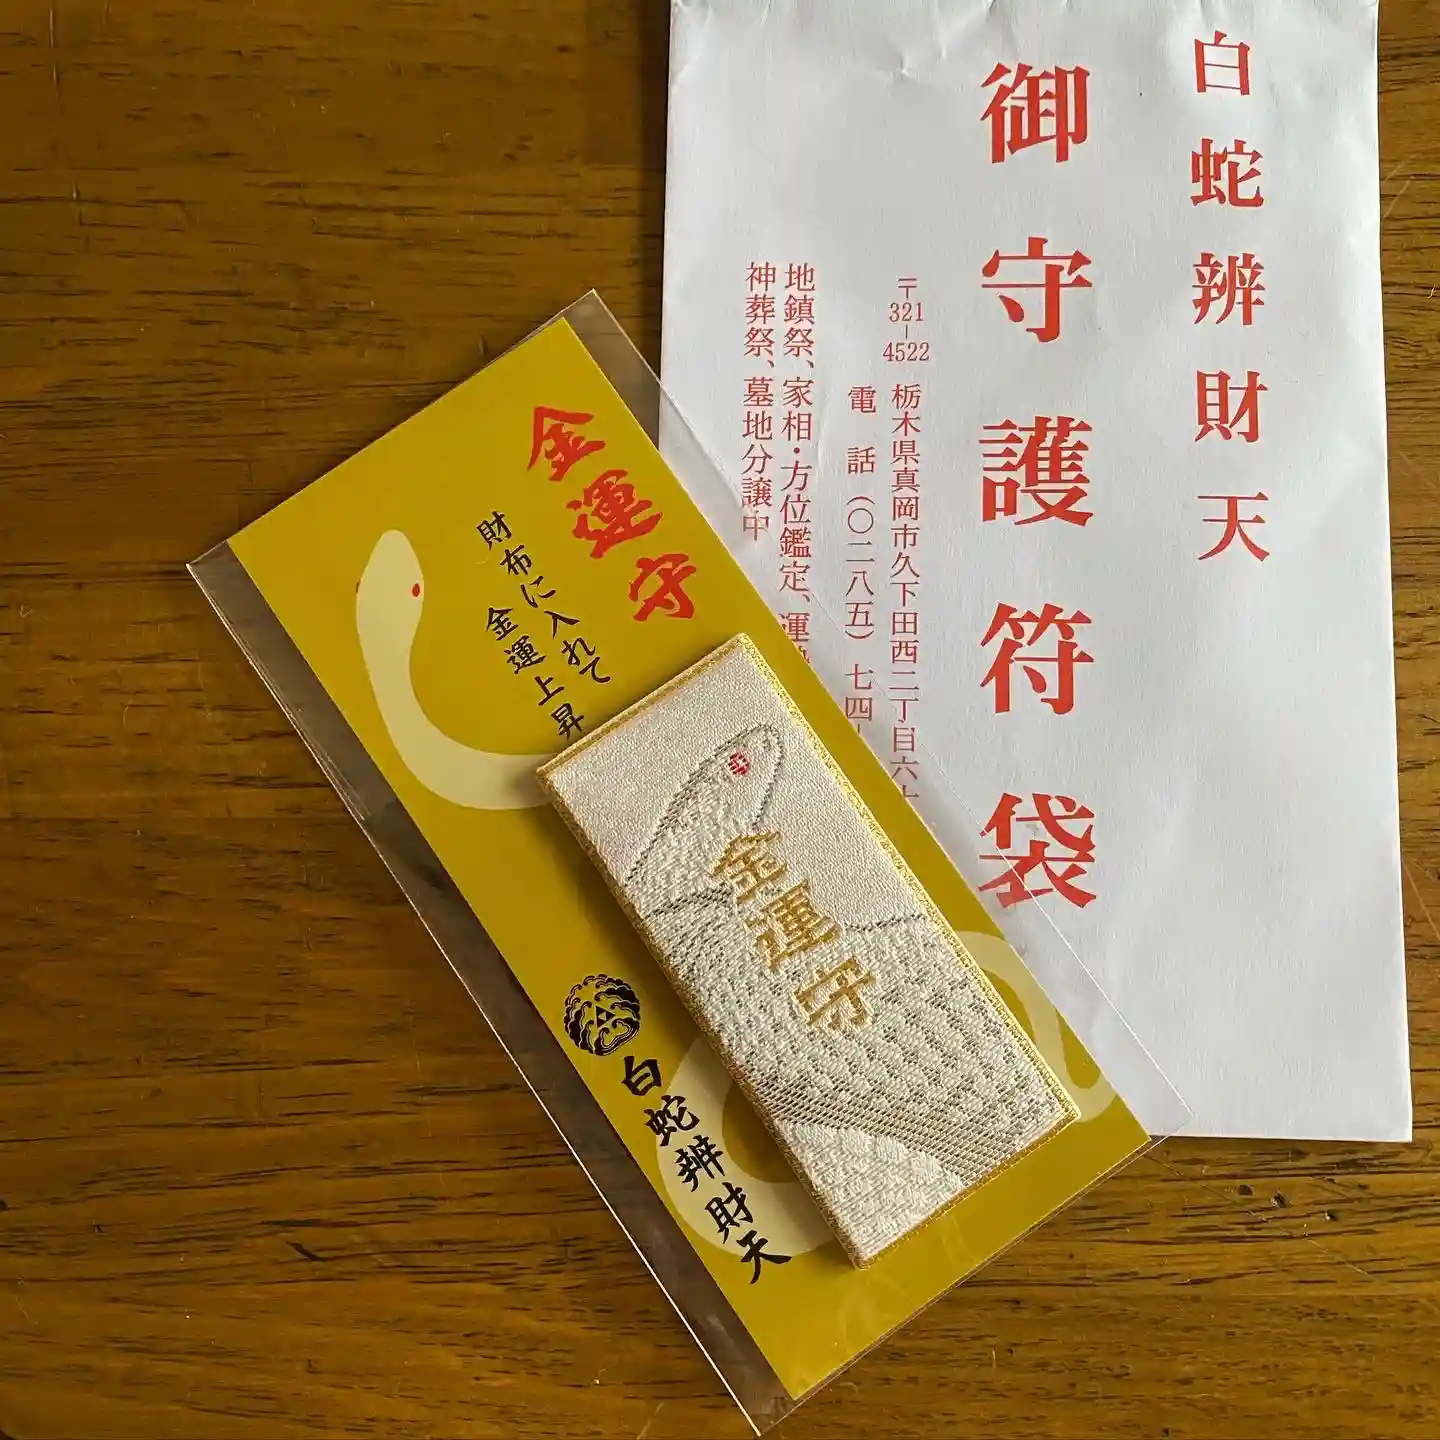 白蛇辨財天
御守護符袋
〒321-4522 栃木県真岡市久下田西二丁目六十
電話(〇二八五)七四-
地鎮祭、家相・方位鑑定、運
神葬祭、墓地分譲中
金運守
財布に入れて
金運上昇
金運守
白蛇辨財天